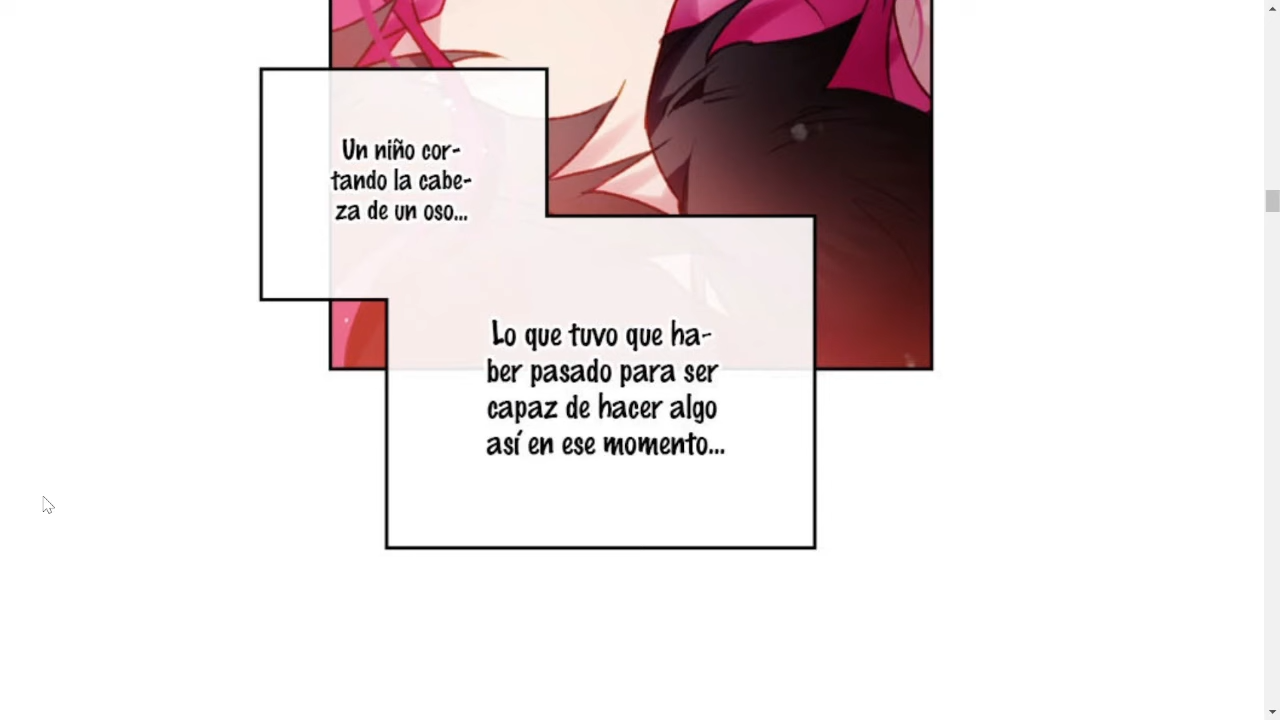 Un niño cor-
tando la cabe-
za de un oso...
Lo que tuvo que ha-
ber pasado para ser
capaz de hacer algo
así en ese momento...